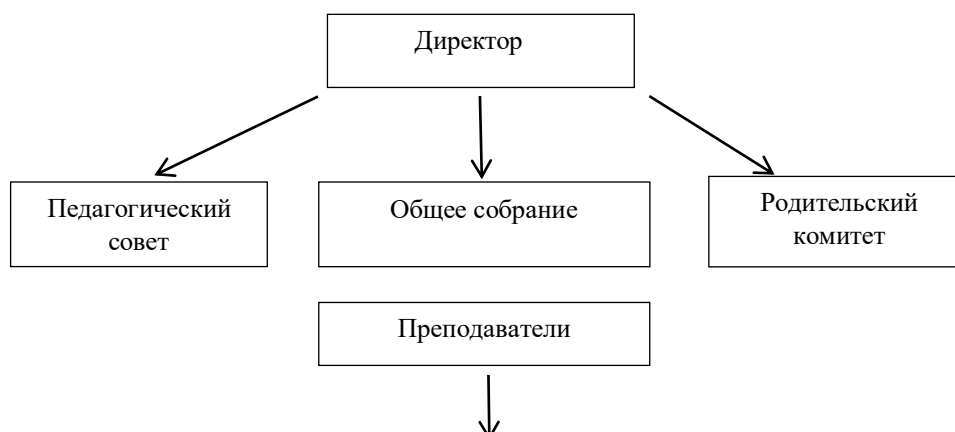 Директор
Педагогический
совет
Общее собрание
Родительский
комитет
Преподаватели